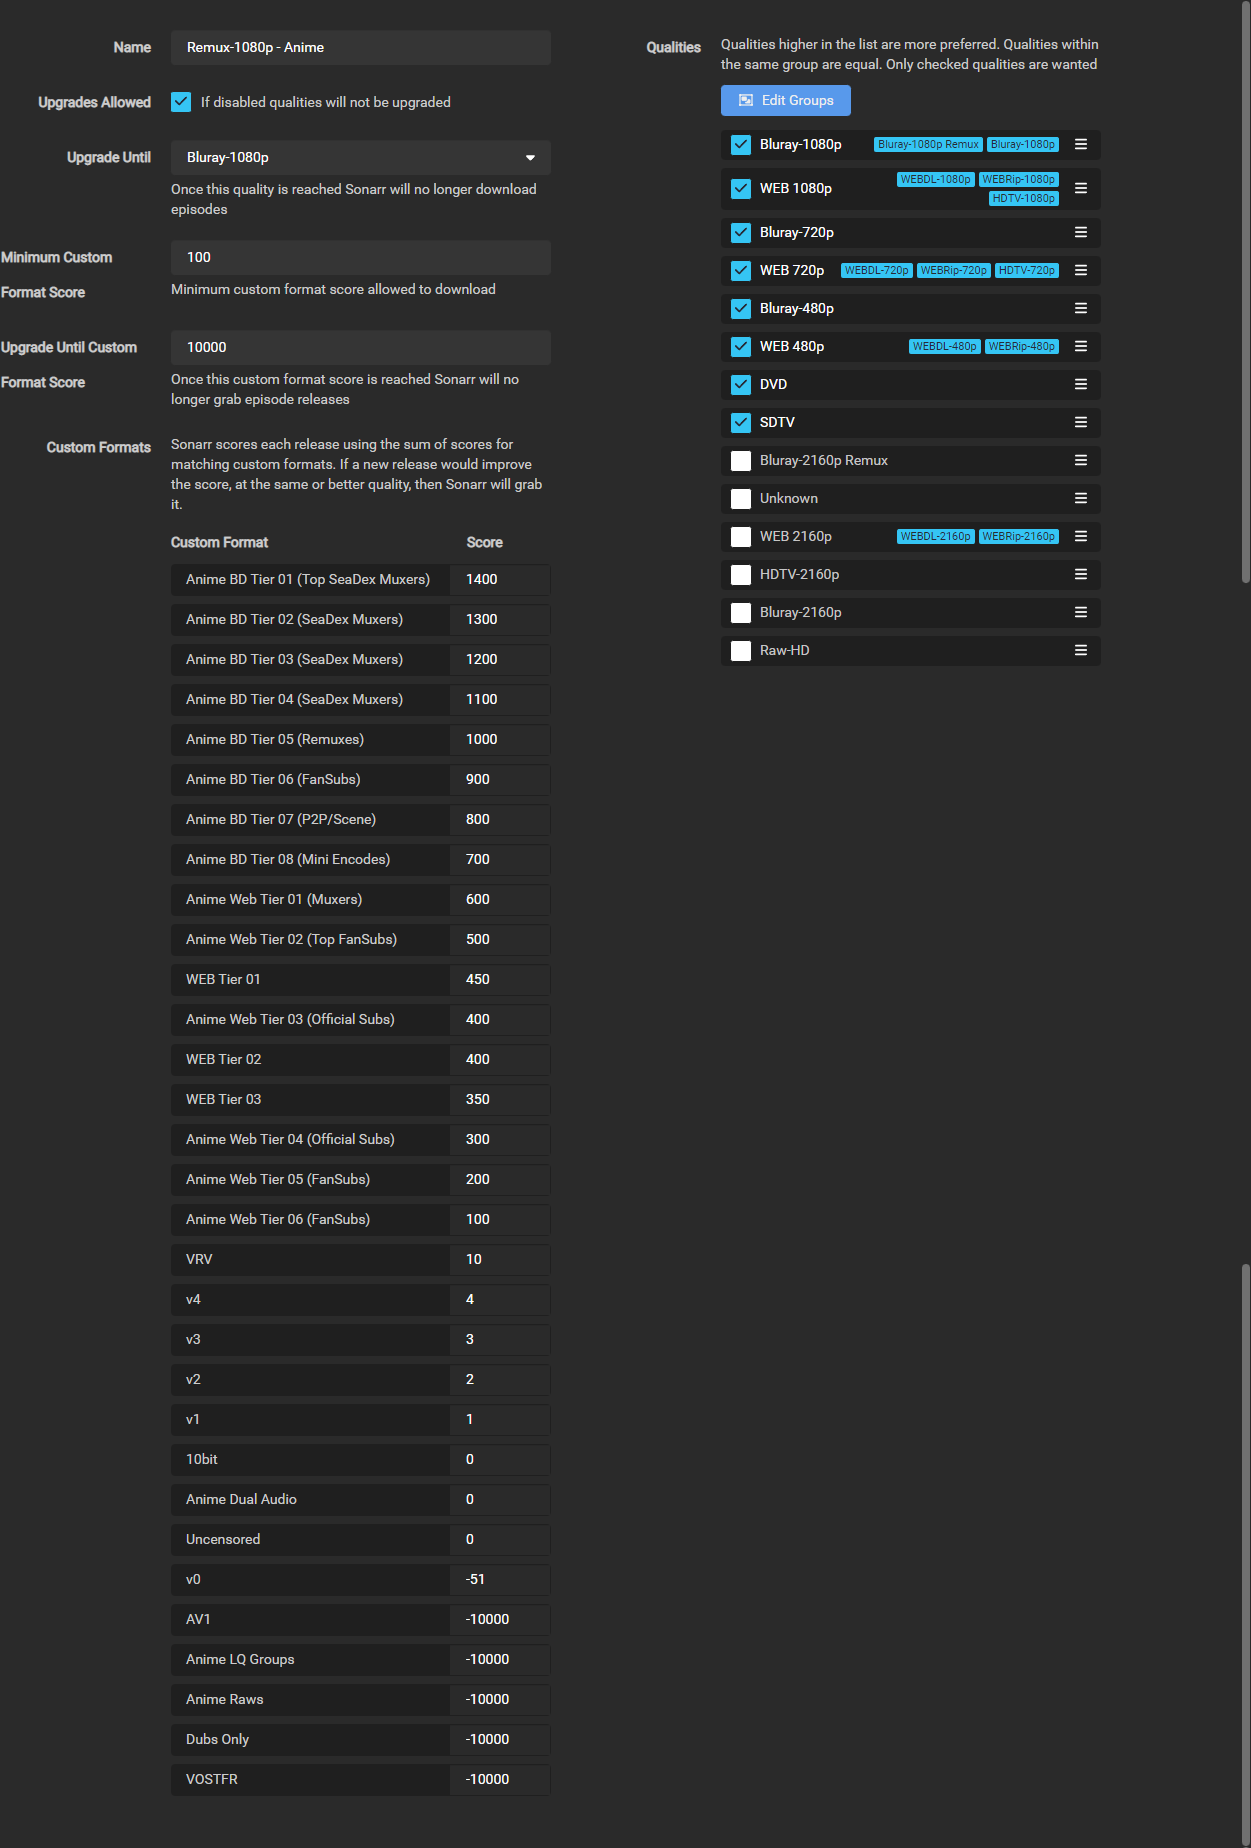 Name
Remux-1080p - Anime
Upgrades Allowed
If disabled qualities will not be upgraded
Upgrade Until
Bluray-1080p
Once this quality is reached Sonarr will no longer download
episodes
Minimum Custom
Format Score
100
Minimum custom format score allowed to download
Upgrade Until Custom
Format Score
10000
Once this custom format score is reached Sonarr will no
longer grab episode releases
Custom Formats
Sonarr scores each release using the sum of scores for
matching custom formats. If a new release would improve
the score, at the same or better quality, then Sonarr will grab
it.
Custom Format Score
Anime BD Tier 01 (Top SeaDex Muxers) 1400
Anime BD Tier 02 (SeaDex Muxers) 1300
Anime BD Tier 03 (SeaDex Muxers) 1200
Anime BD Tier 04 (SeaDex Muxers) 1100
Anime BD Tier 05 (Remuxes) 1000
Anime BD Tier 06 (FanSubs) 900
Anime BD Tier 07 (P2P/Scene) 800
Anime BD Tier 08 (Mini Encodes) 700
Anime Web Tier 01 (Muxers) 600
Anime Web Tier 02 (Top FanSubs) 500
WEB Tier 01 450
Anime Web Tier 03 (Official Subs) 400
WEB Tier 02 400
WEB Tier 03 350
Anime Web Tier 04 (Official Subs) 300
Anime Web Tier 05 (FanSubs) 200
Anime Web Tier 06 (FanSubs) 100
VRV 10
v4 4
v3 3
v2 2
v1 1
10bit 0
Anime Dual Audio 0
Uncensored 0
v0 -51
AV1 -10000
Anime LQ Groups -10000
Anime Raws -10000
Dubs Only -10000
VOSTFR -10000
Qualities
Qualities higher in the list are more preferred. Qualities within
the same group are equal. Only checked qualities are wanted
Edit Groups
Bluray-1080p Bluray-1080p Remux Bluray-1080p
WEB 1080p WEBDL-1080p WEBRip-1080p
HDTV-1080p
Bluray-720p
WEB 720p WEBDL-720p WEBRip-720p HDTV-720p
Bluray-480p
WEB 480p WEBDL-480p WEBRip-480p
DVD
SDTV
Bluray-2160p Remux
Unknown
WEB 2160p WEBDL-2160p WEBRip-2160p
HDTV-2160p
Bluray-2160p
Raw-HD